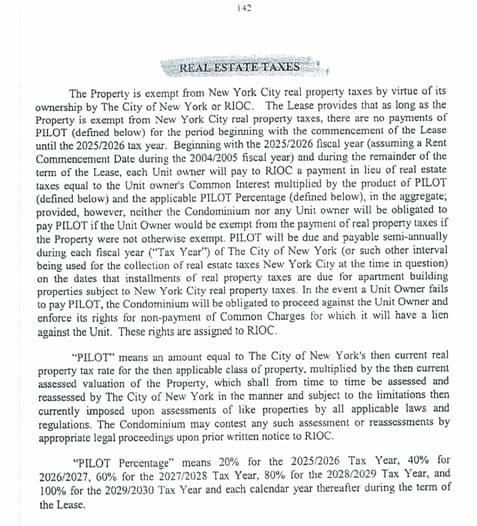 142
REAL ESTATE TAXES
The Property is exempt from New York City real property taxes by virtue of its
ownership by The City of New York or RIOC. The Lease provides that as long as the
Property is exempt from New York City real property taxes, there are no payments of
PILOT (defined below) for the period beginning with the commencement of the Lease
until the 2025/2026 tax year. Beginning with the 2025/2026 fiscal year (assuming a Rent
Commencement Date during the 2004/2005 fiscal year) and during the remainder of
the term of the Lease, each Unit owner will pay to RIOC a payment in lieu of real estate
taxes equal to the Unit owner's Common Interest multiplied by the product of PILOT
(defined below) and the applicable PILOT Percentage (defined below), in the aggregate;
provided, however, neither the Condominium nor any Unit owner will be obligated to
pay PILOT if the Unit Owner would be exempt from the payment of real property taxes if
the Property were not otherwise exempt. PILOT will be due and payable semi-annually
during each fiscal year ("Tax Year") of The City of New York (or such other interval
being used for the collection of real estate taxes New York City at the time in question)
on the dates that installments of real property taxes are due for apartment building
properties subject to New York City real property taxes. In the event a Unit Owner fails
to pay PILOT, the Condominium will be obligated to proceed against the Unit Owner and
enforce its rights for non-payment of Common Charges for which it will have a lien
against the Unit. These rights are assigned to RIOC.
"PILOT" means an amount equal to The City of New York's then current real
property tax rate for the then applicable class of property, multiplied by the then current
assessed valuation of the Property, which shall from time to time be assessed and
reassessed by The City of New York in the manner and subject to the limitations then
currently imposed upon assessments of like properties by all applicable laws and
regulations. The Condominium may contest any such assessment or reassessments by
appropriate legal proceedings upon prior written notice to RIOC.
"PILOT Percentage" means 20% for the 2025/2026 Tax Year, 40% for
2026/2027, 60% for the 2027/2028 Tax Year, 80% for the 2028/2029 Tax Year, and
100% for the 2029/2030 Tax Year and each calendar year thereafter during the term of
the Lease.